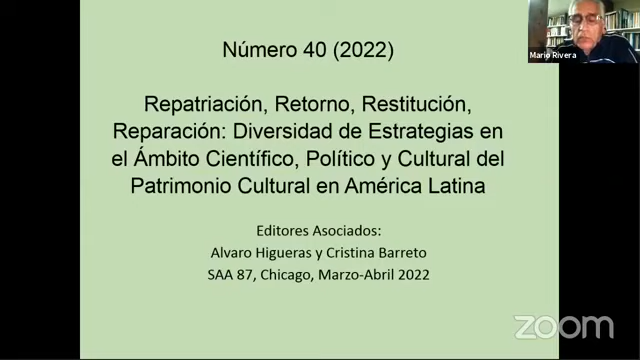 Número 40 (2022)
Repatriación, Retorno, Restitución,
Reparación: Diversidad de Estrategias en
el Ámbito Científico, Político y Cultural del
Patrimonio Cultural en América Latina
Editores Asociados:
Alvaro Higueras y Cristina Barreto
SAA 87, Chicago, Marzo-Abril 2022
Mario Rivera
zoom